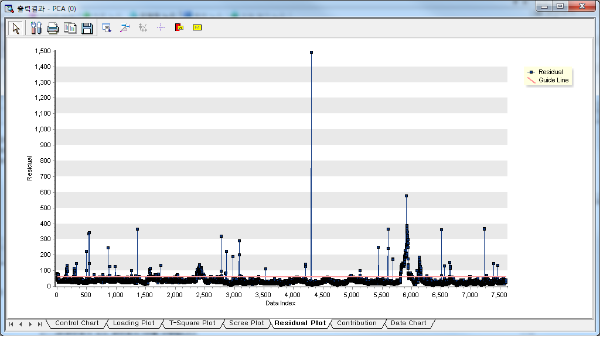 출력결과 - PCA (0)
1,500
1,400
1,300
1,200
1,100
1,000
900
800
700
600
500
400
300
200
100
0
Residual
Residual
Guide Line
0 500 1,000 1,500 2,000 2,500 3,000 3,500 4,000 4,500 5,000 5,500 6,000 6,500 7,000 7,500
Data Index
Control Chart Loading Plot T-Square Plot Scree Plot Residual Plot Contribution Data Chart